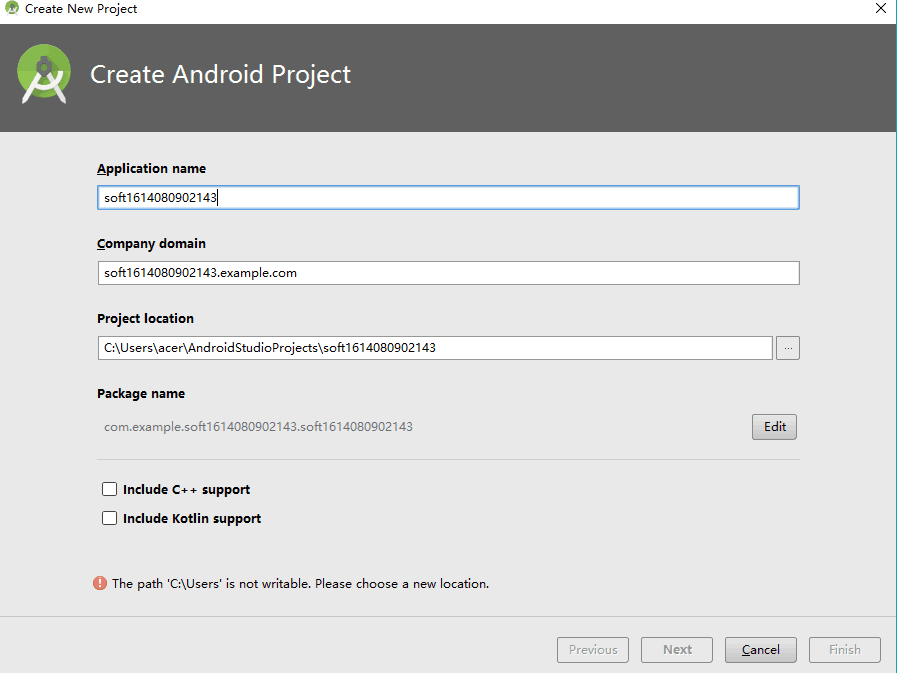 Create New Project
Create Android Project
Application name
soft1614080902143
Company domain
soft1614080902143.example.com
Project location
C:\Users\acer\AndroidStudioProjects\soft1614080902143
...
Package name
com.example.soft1614080902143.soft1614080902143
Edit
Include C++ support
Include Kotlin support
The path 'C:\Users' is not writable. Please choose a new location.
Previous Next Cancel Finish